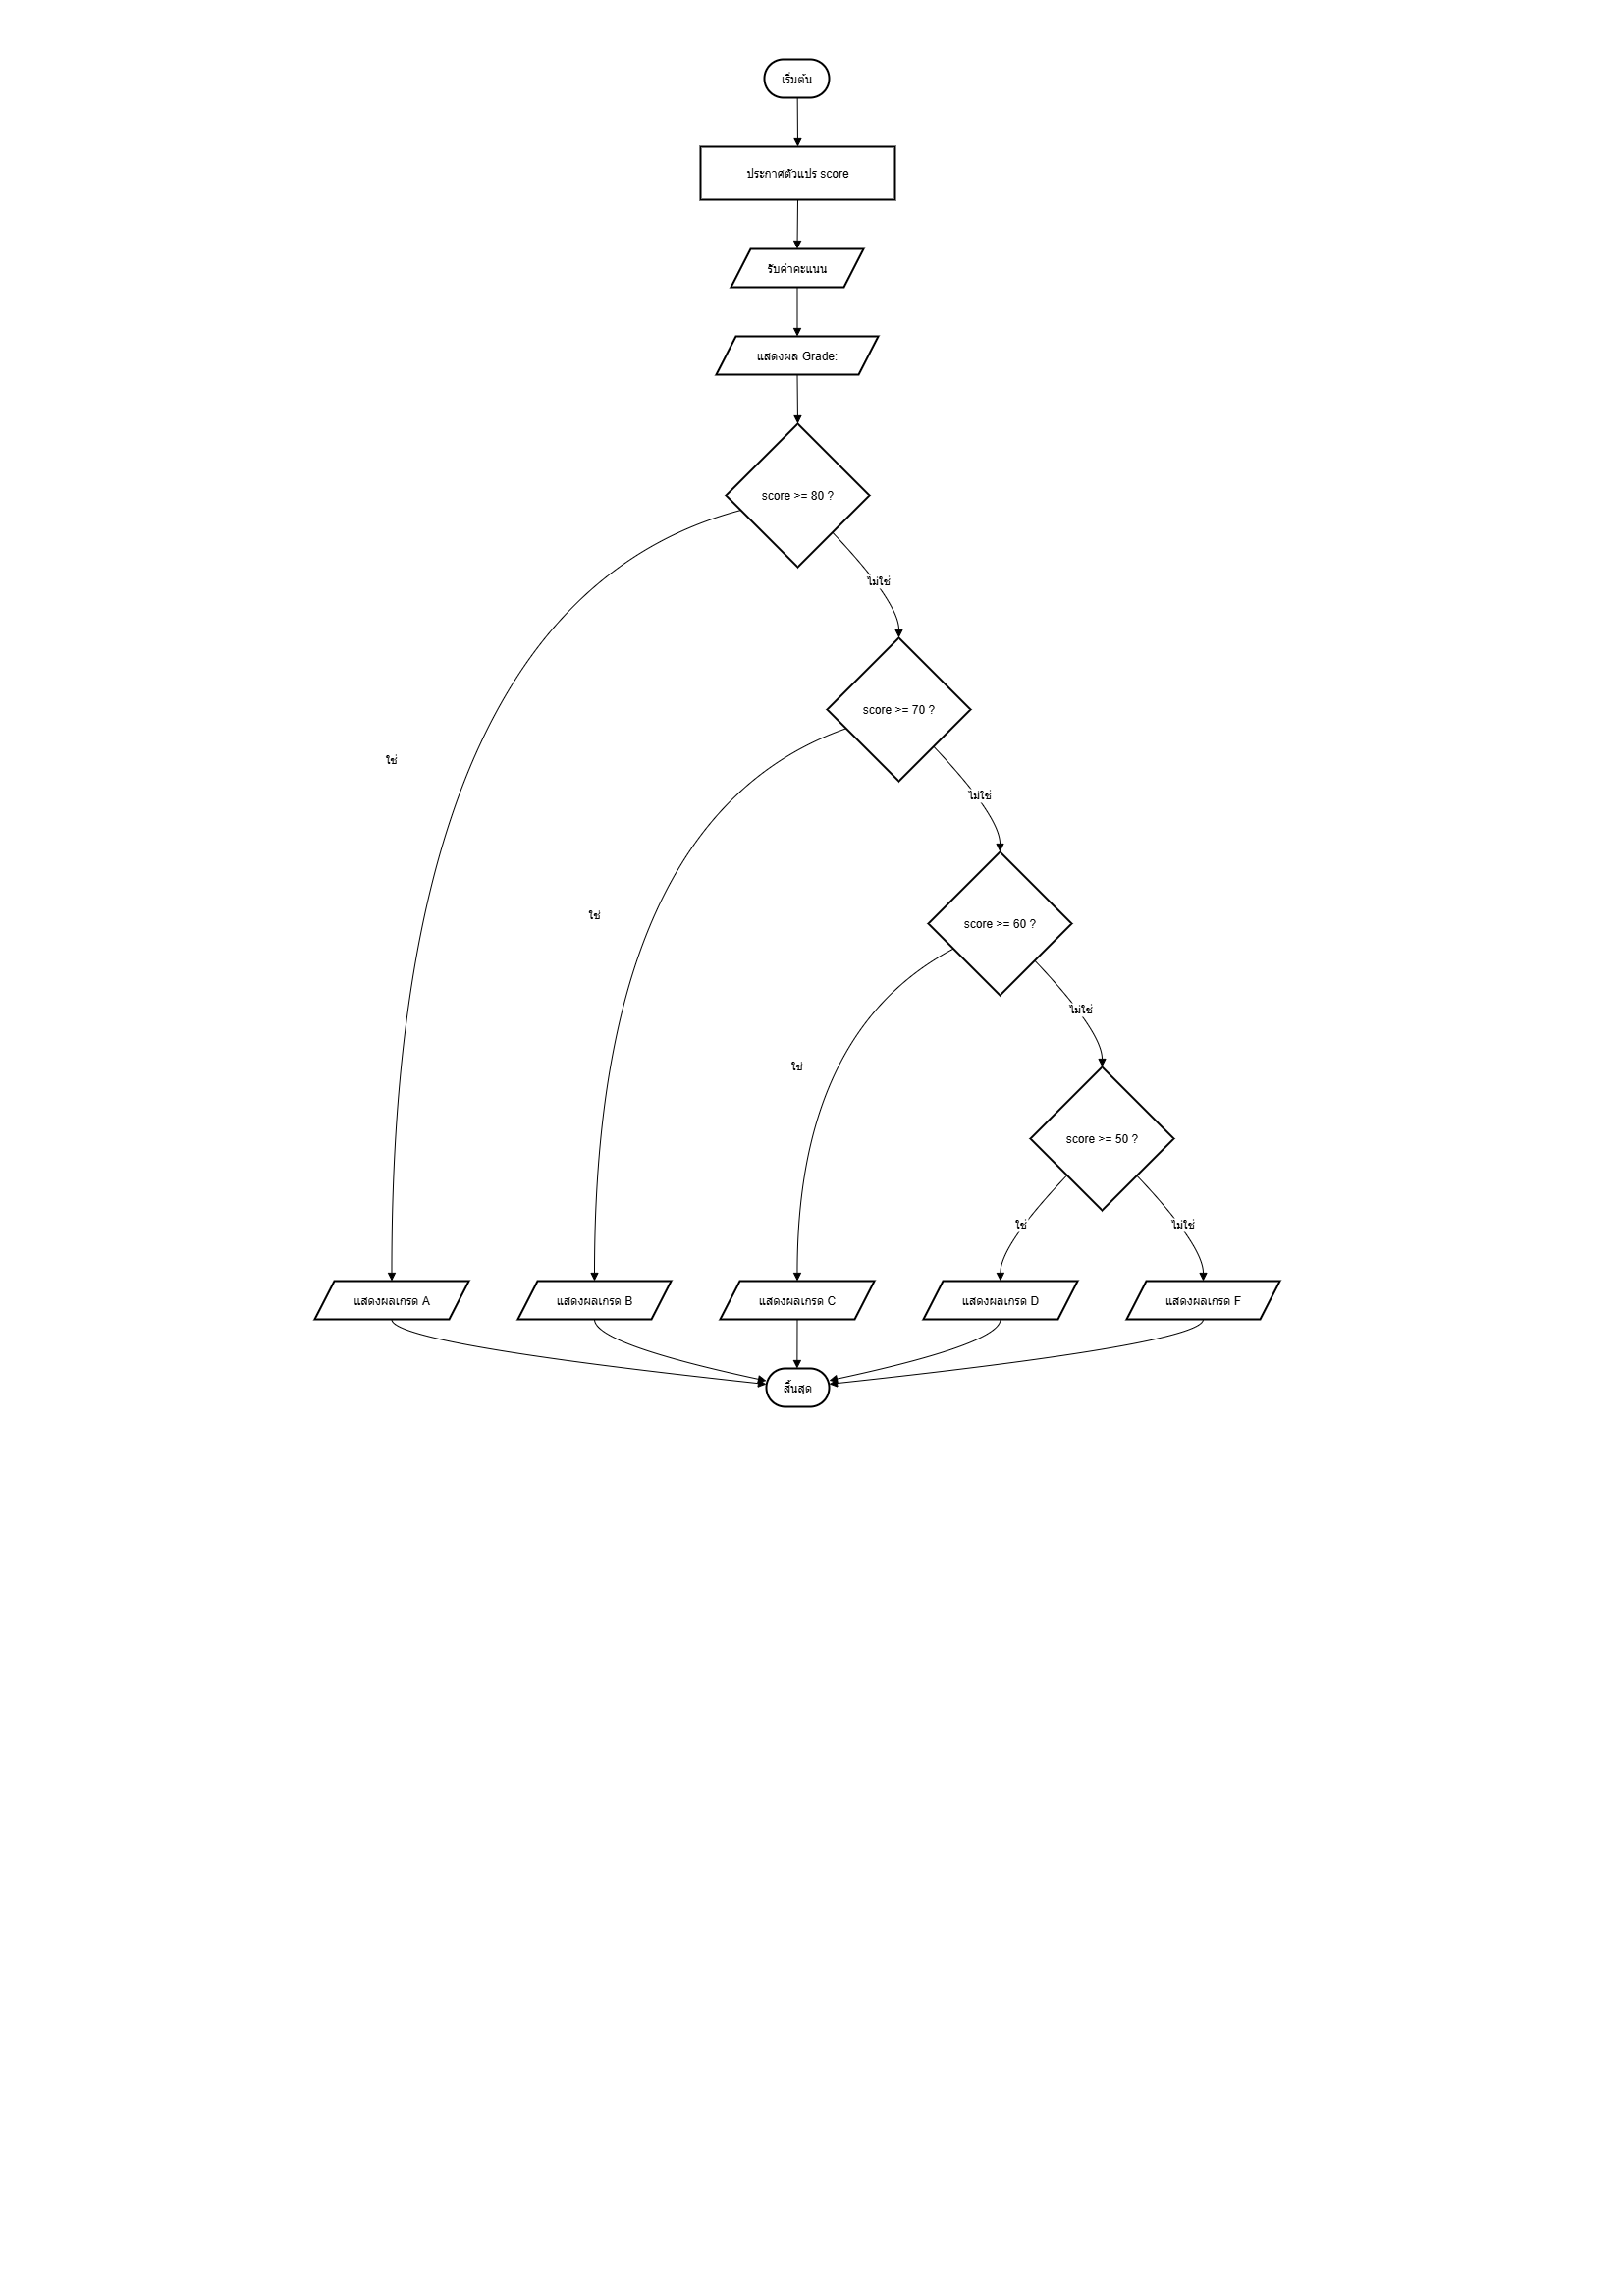 เริ่มต้น
ประกาศตัวแปร score
รับค่าคะแนน
แสดงผล Grade:
score >= 80 ?
ไม่ใช่
score >= 70 ?
ใช่
ไม่ใช่
ใช่
score >= 60 ?
ไม่ใช่
ใช่
score >= 50 ?
ใช่
ไม่ใช่
แสดงผลเกรด A
แสดงผลเกรด B
แสดงผลเกรด C
แสดงผลเกรด D
แสดงผลเกรด F
สิ้นสุด